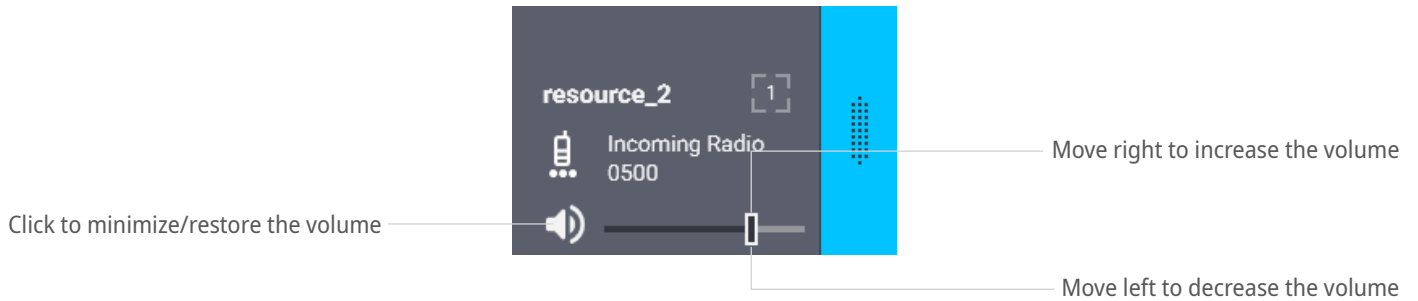 resource_2
1
Incoming Radio
0500
Move right to increase the volume
Click to minimize/restore the volume
Move left to decrease the volume